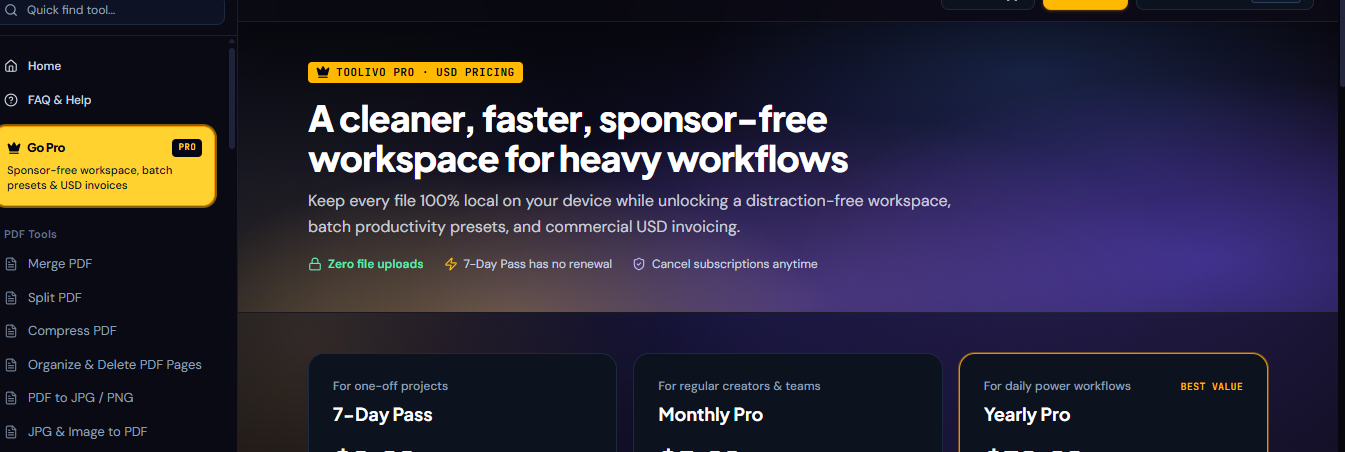 Quick find tool...
Home
FAQ & Help
Go Pro
PRO
Sponsor-free workspace, batch
presets & USD invoices
PDF Tools
Merge PDF
Split PDF
Compress PDF
Organize & Delete PDF Pages
PDF to JPG / PNG
JPG & Image to PDF
TOOLIVO PRO · USD PRICING
A cleaner, faster, sponsor-free
workspace for heavy workflows
Keep every file 100% local on your device while unlocking a distraction-free workspace,
batch productivity presets, and commercial USD invoicing.
Zero file uploads
7-Day Pass has no renewal
Cancel subscriptions anytime
For one-off projects
7-Day Pass
For regular creators & teams
Monthly Pro
For daily power workflows
BEST VALUE
Yearly Pro